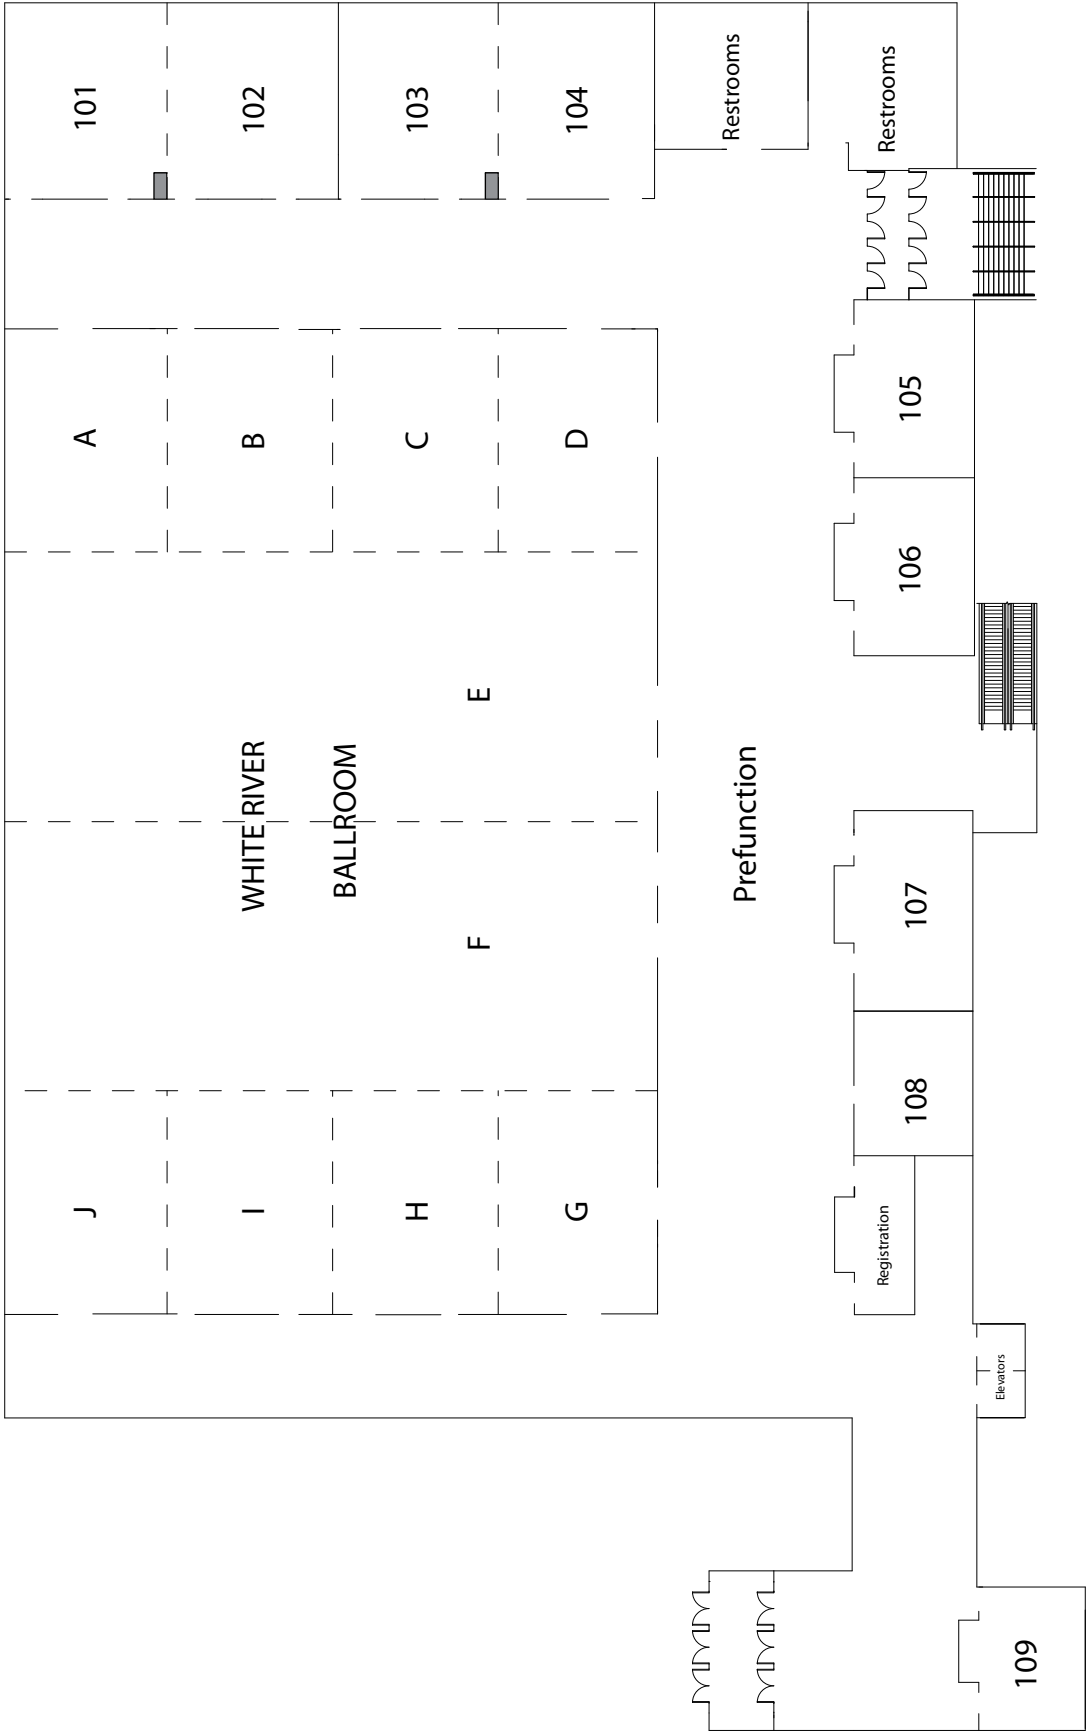 101
102
103
104
Restrooms
Restrooms
A
B
C
D
105
106
E
WHITE RIVER
BALLROOM
Prefunction
F
107
108
J
I
H
G
Registration
Elevators
109